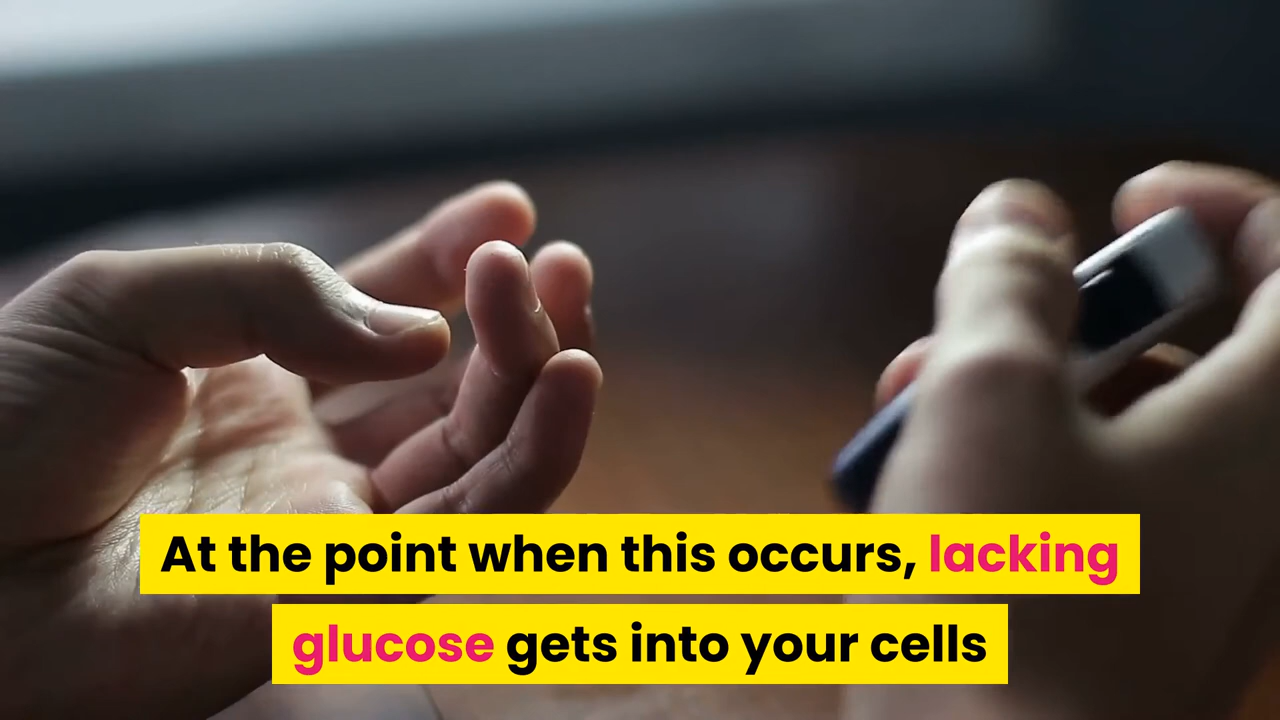 At the point when this occurs, lacking
glucose gets into your cells